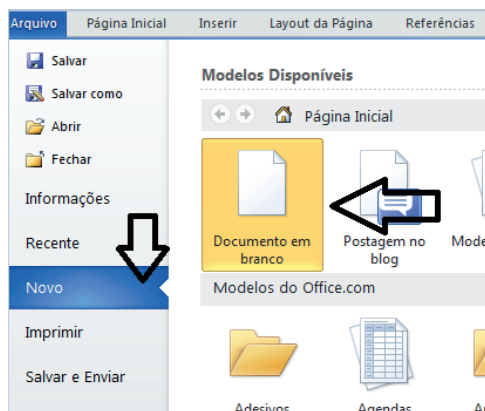 Arquivo Página Inicial Inserir Layout da Página Referências
Salvar
Salvar como
Abrir
Fechar
Informações
Recente
Novo
Imprimir
Salvar e Enviar
Modelos Disponíveis
Página Inicial
Documento em
branco
Postagem no
blog
Modelos do Office.com
Adesivos
Agendas